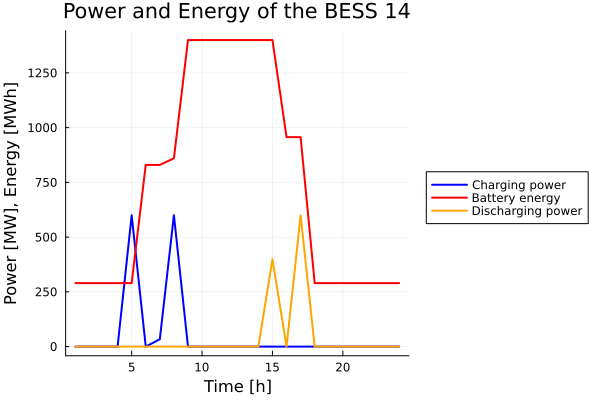 Power and Energy of the BESS 14
Power [MW], Energy [MWh]
1250
1000
750
500
250
0
5
10
15
20
Time [h]
Charging power
Battery energy
Discharging power